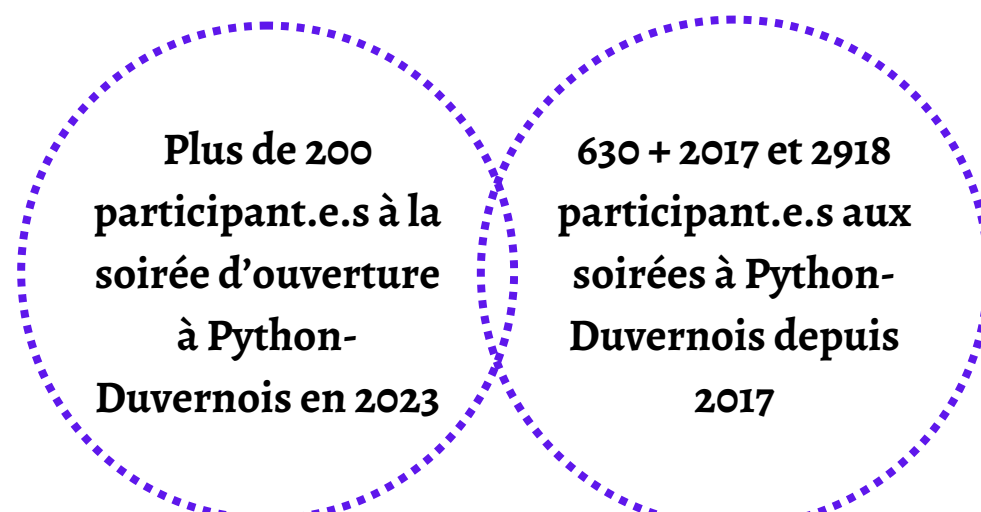 Plus de 200
participant.e.s à la
soirée d’ouverture
à Python-
Duvernois en 2023
630 + 2017 et 2918
participant.e.s aux
soirées à Python-
Duvernois depuis
2017